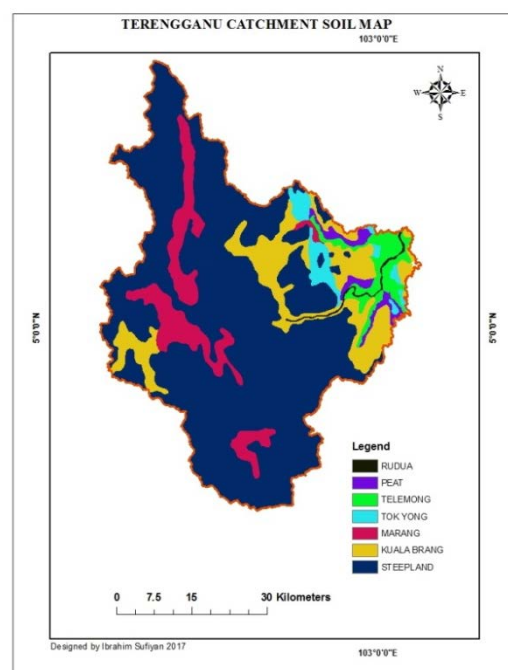 TERENGGANU CATCHMENT SOIL MAP
103°0'0"E
N
W E
S
5°0'0"N
5°0'0"N
Legend
RUDUA
PEAT
TELEMONG
TOK YONG
MARANG
KUALA BRANG
STEEPLAND
0 7.5 15 30 Kilometers
Designed by Ibrahim Sufiyan 2017
103°0'0"E